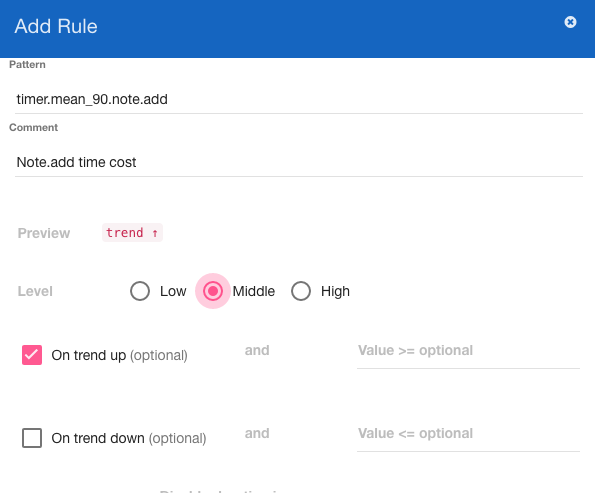 Add Rule
Pattern
timer.mean_90.note.add
Comment
Note.add time cost
Preview trend ↑
Level Low Middle High
On trend up (optional) and Value >= optional
On trend down (optional) and Value <= optional